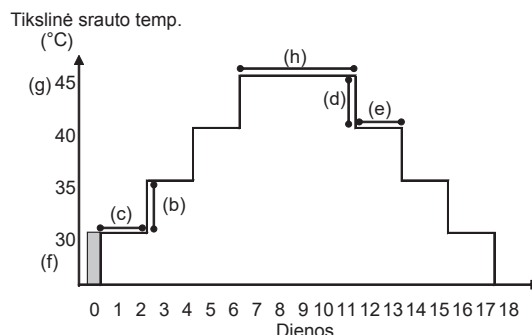 Tikslinė srauto temp.
(°C)
(h)
(g) 45
(d)
(e)
40
35
(c)
(b)
30
(f)
0 1 2 3 4 5 6 7 8 9 10 11 12 13 14 15 16 17 18
Dienos